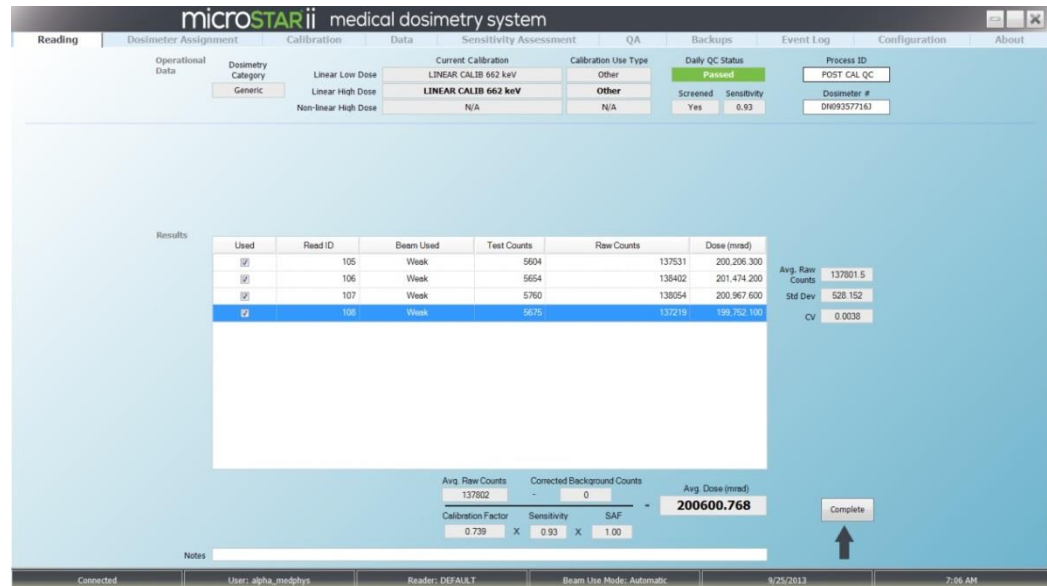 microSTARii medical dosimetry system
Reading Dosimeter Assignment Calibration Data Sensitivity Assessment QA Backups Event Log Configuration About
Operational Data
Dosimetry Category
Generic
Current Calibration Calibration Use Type
Linear Low Dose LINEAR CALIB 662 keV Other
Linear High Dose LINEAR CALIB 662 keV Other
Non-linear High Dose N/A N/A
Daily QC Status
Passed
Screened Sensitivity
Yes 0.93
Process ID
POST CAL QC
Dosimeter #
DN09357716J
Results
Used Read ID Beam Used Test Counts Raw Counts Dose (mrad)
105 Weak 5604 137531 200,206.300
106 Weak 5654 138402 201,474.200
107 Weak 5760 138054 200,967.600
108 Weak 5675 137219 199,752.100
Avg. Raw Counts 137801.5
Std Dev 528.152
CV 0.0038
Avg. Raw Counts Corrected Background Counts
137802 - 0
Calibration Factor Sensitivity SAF
0.739 X 0.93 X 1.00
=
Avg. Dose (mrad)
200600.768
Complete
Notes
Connected User: alpha_medphys Reader: DEFAULT Beam Use Mode: Automatic 9/25/2013 7:06 AM